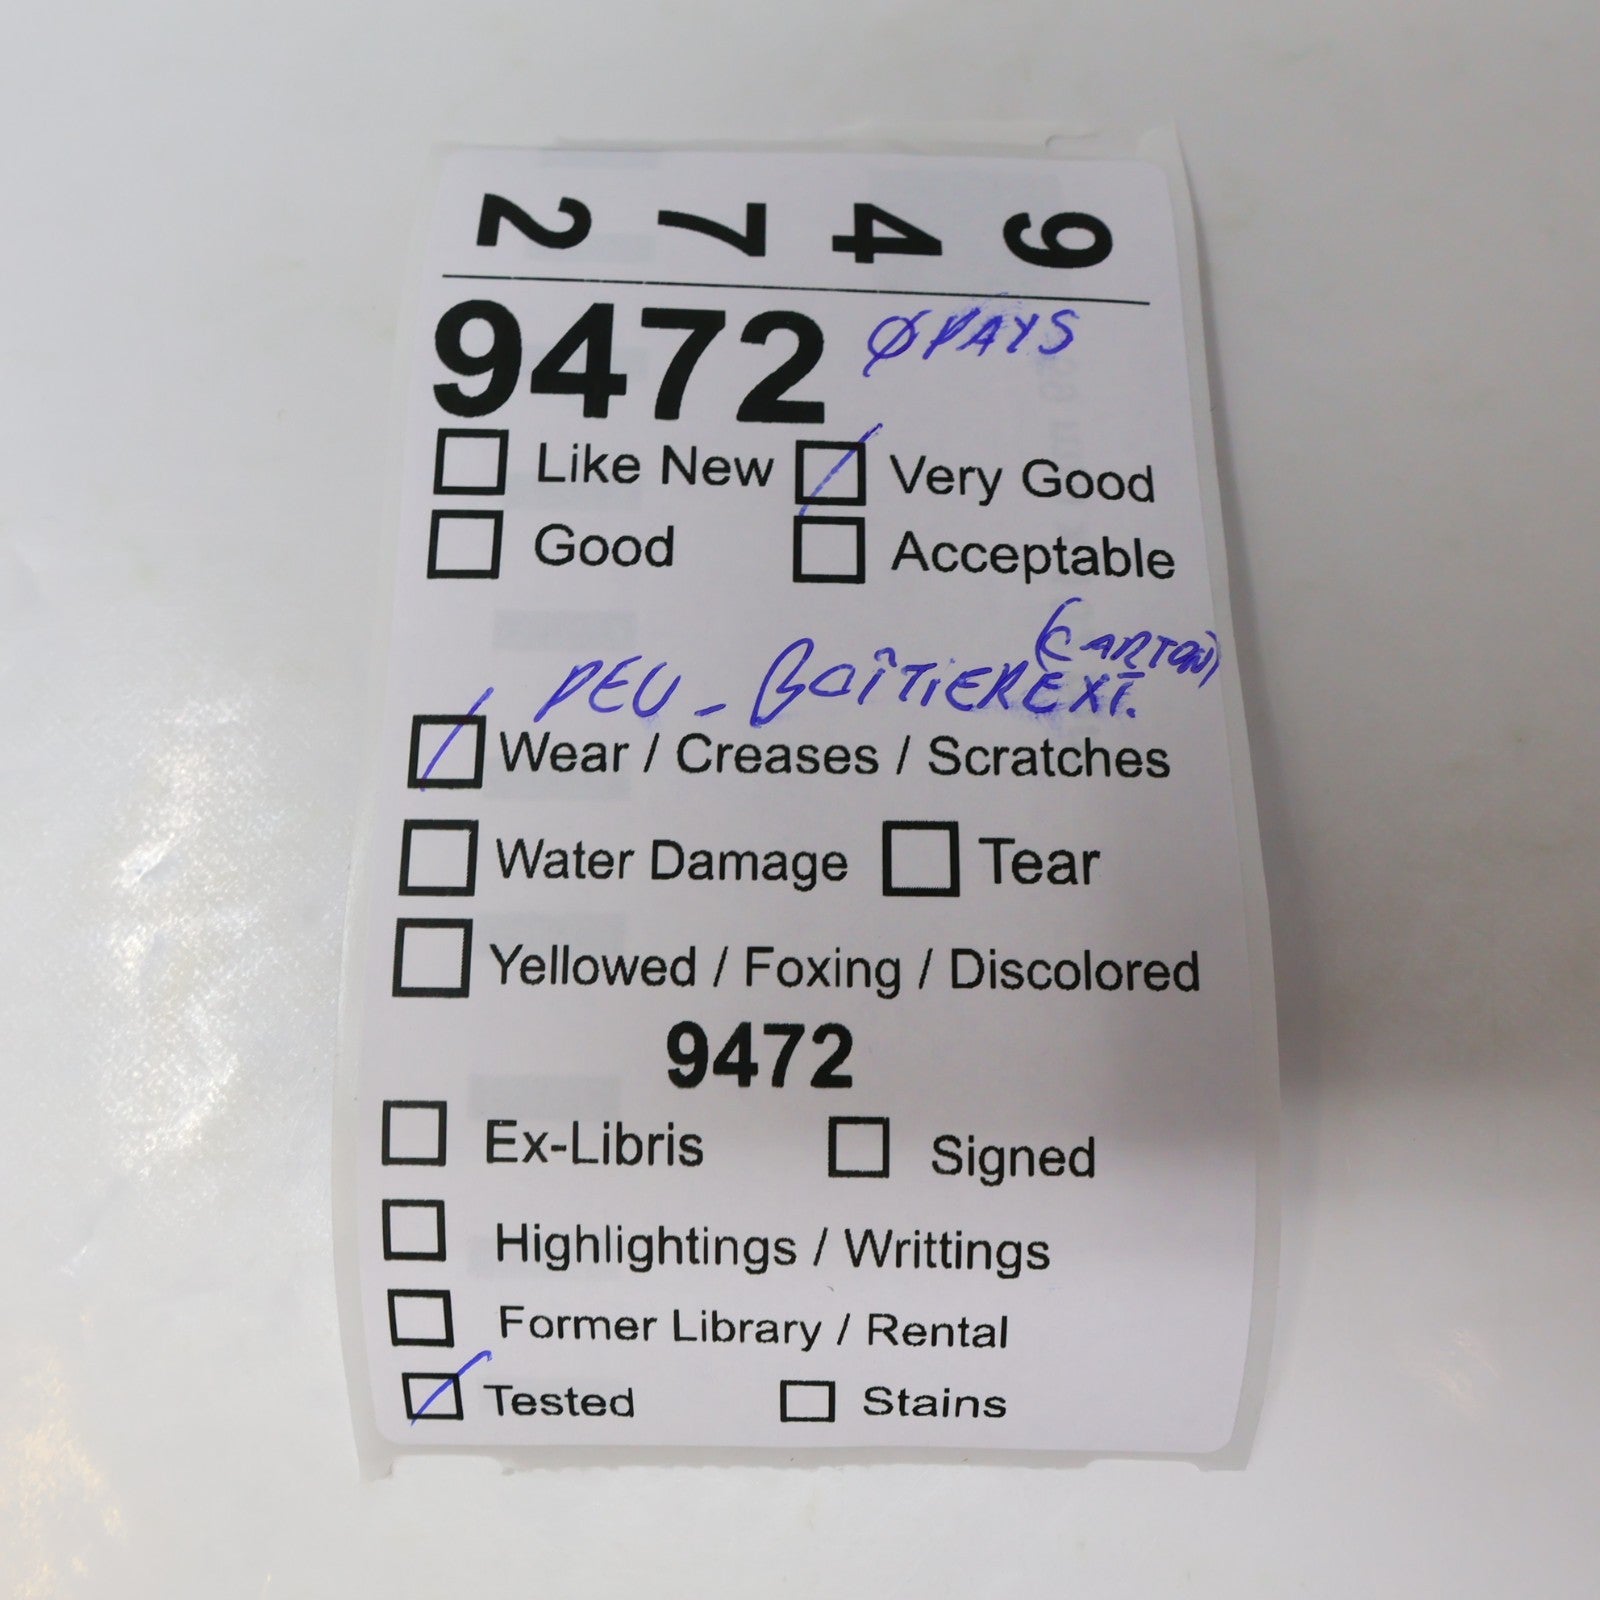 9 4 7 2
9472 Ø PAYS
Like New Very Good
Good Acceptable
(CARTON)
PEU - BOÎTIER EXT.
Wear / Creases / Scratches
Water Damage Tear
Yellowed / Foxing / Discolored
9472
Ex-Libris Signed
Highlightings / Writtings
Former Library / Rental
Tested Stains